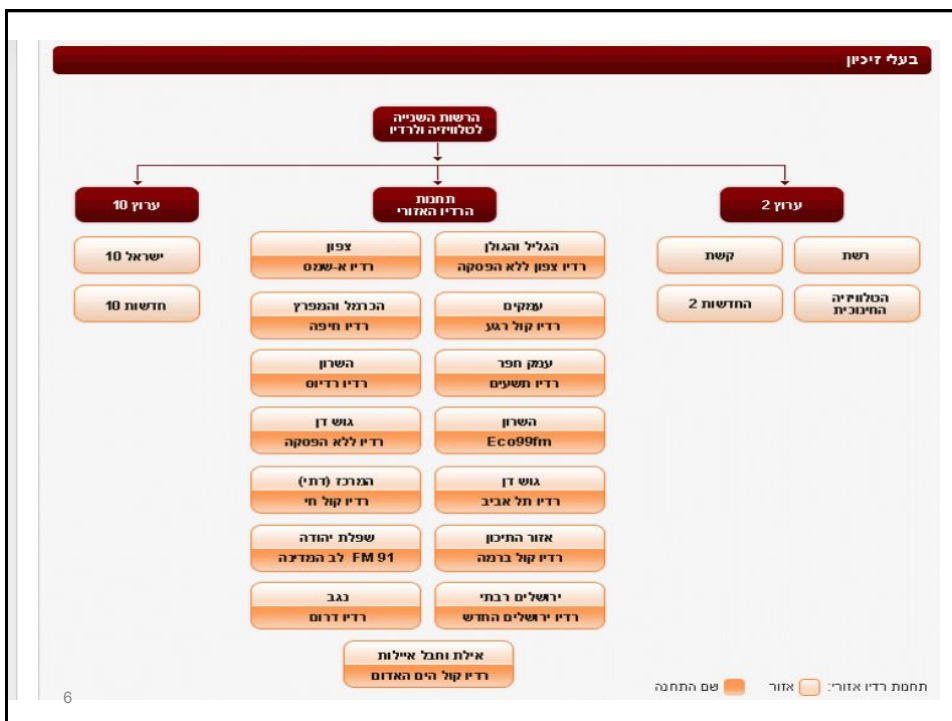 בעלי זיכיון
הרשות השנייה
לטלוויזיה ולרדיו
ערוץ 2
תחנות
הרדיו האזורי
ערוץ 10
רשת
קשת
הטלוויזיה
החינוכית
החדשות 2
הגליל והגולן
רדיו צפון ללא הפסקה
צפון
רדיו א-שמס
עמקים
רדיו קול רגע
הכרמל והמפרץ
רדיו חיפה
עמק חפר
רדיו תשעים
השרון
רדיו רדיוס
השרון
Eco99fm
גוש דן
רדיו ללא הפסקה
גוש דן
רדיו תל אביב
המרכז (דתי)
רדיו קול חי
אזור התיכון
רדיו קול ברמה
שפלת יהודה
FM 91 לב המדינה
ירושלים רבתי
רדיו ירושלים החדש
נגב
רדיו דרום
אילת וחבל איילות
רדיו קול הים האדום
ישראל 10
חדשות 10
תחנות רדיו אזורי: אזור שם התחנה
6